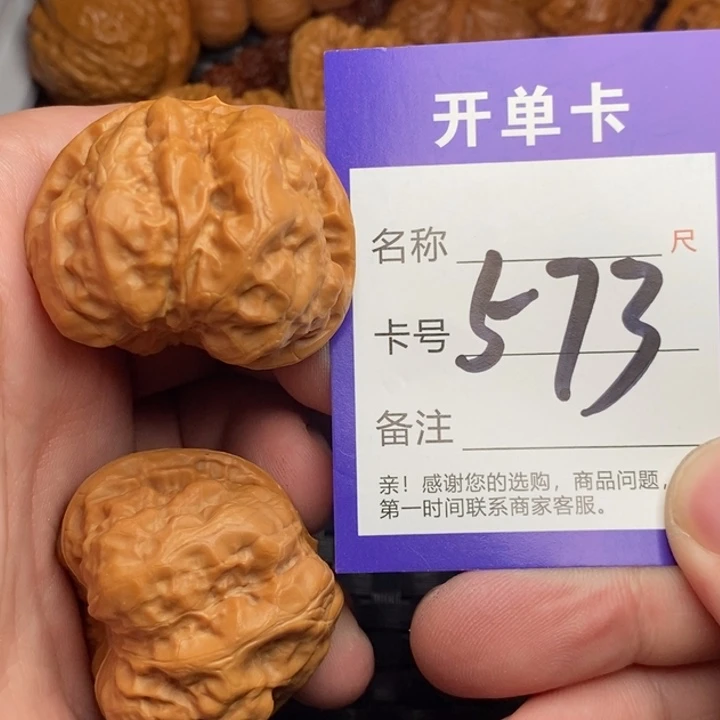 开单卡
名称 尺
卡号 573
备注
亲！感谢您的选购，商品问题，
第一时间联系商家客服。